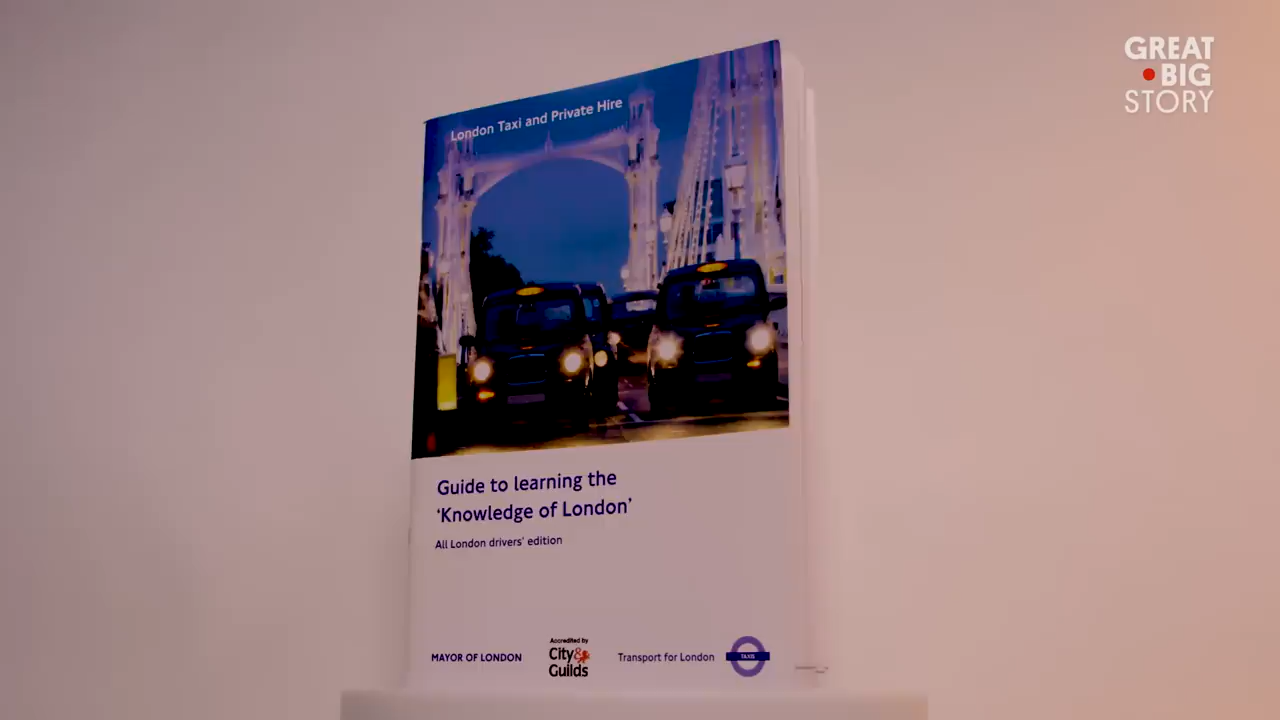 GREAT
BIG
STORY
London Taxi and Private Hire
Guide to learning the
‘Knowledge of London’
All London drivers' edition
MAYOR OF LONDON
Accredited by
City&
Guilds
Transport for London
TAXIS